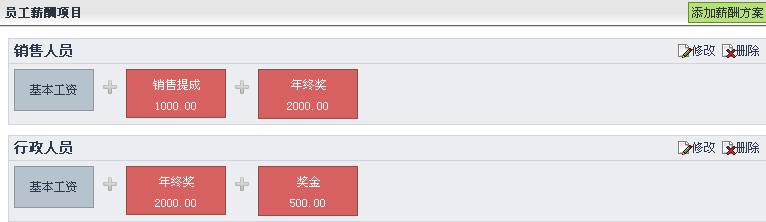 员工薪酬项目 添加薪酬方案
销售人员 修改 删除
基本工资 销售提成 年终奖
1000.00 2000.00
行政人员 修改 删除
基本工资 年终奖 奖金
2000.00 500.00